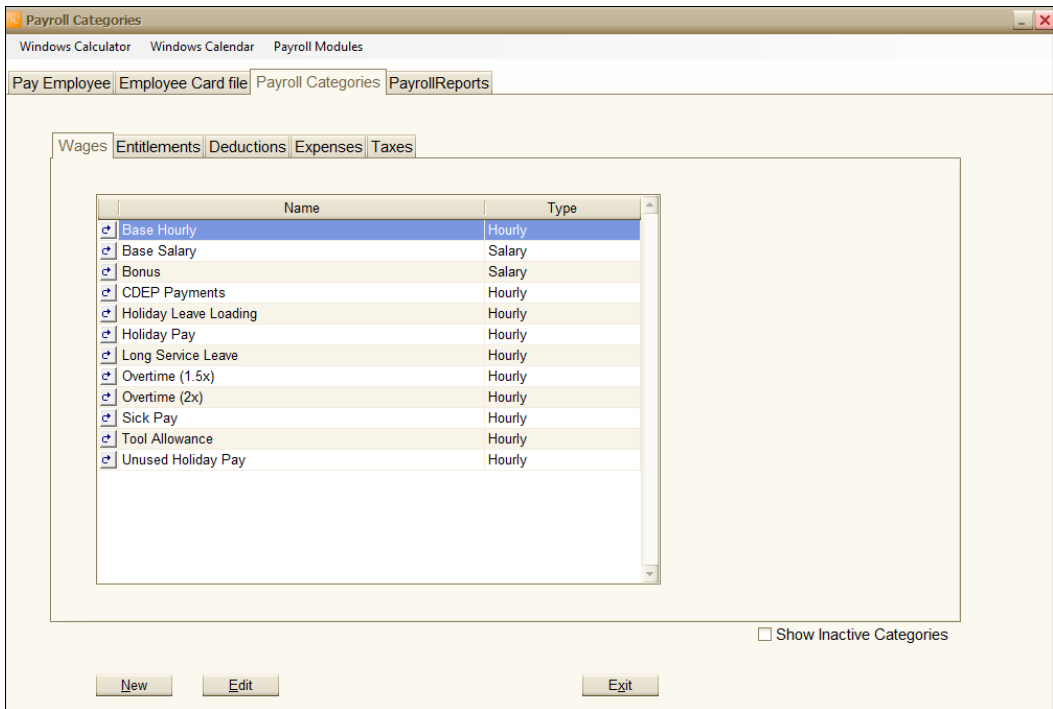 Payroll Categories
Windows Calculator Windows Calendar Payroll Modules
Pay Employee Employee Card file Payroll Categories PayrollReports
Wages Entitlements Deductions Expenses Taxes
Name Type
Base Hourly Hourly
Base Salary Salary
Bonus Salary
CDEP Payments Hourly
Holiday Leave Loading Hourly
Holiday Pay Hourly
Long Service Leave Hourly
Overtime (1.5x) Hourly
Overtime (2x) Hourly
Sick Pay Hourly
Tool Allowance Hourly
Unused Holiday Pay Hourly
Show Inactive Categories
New Edit Exit